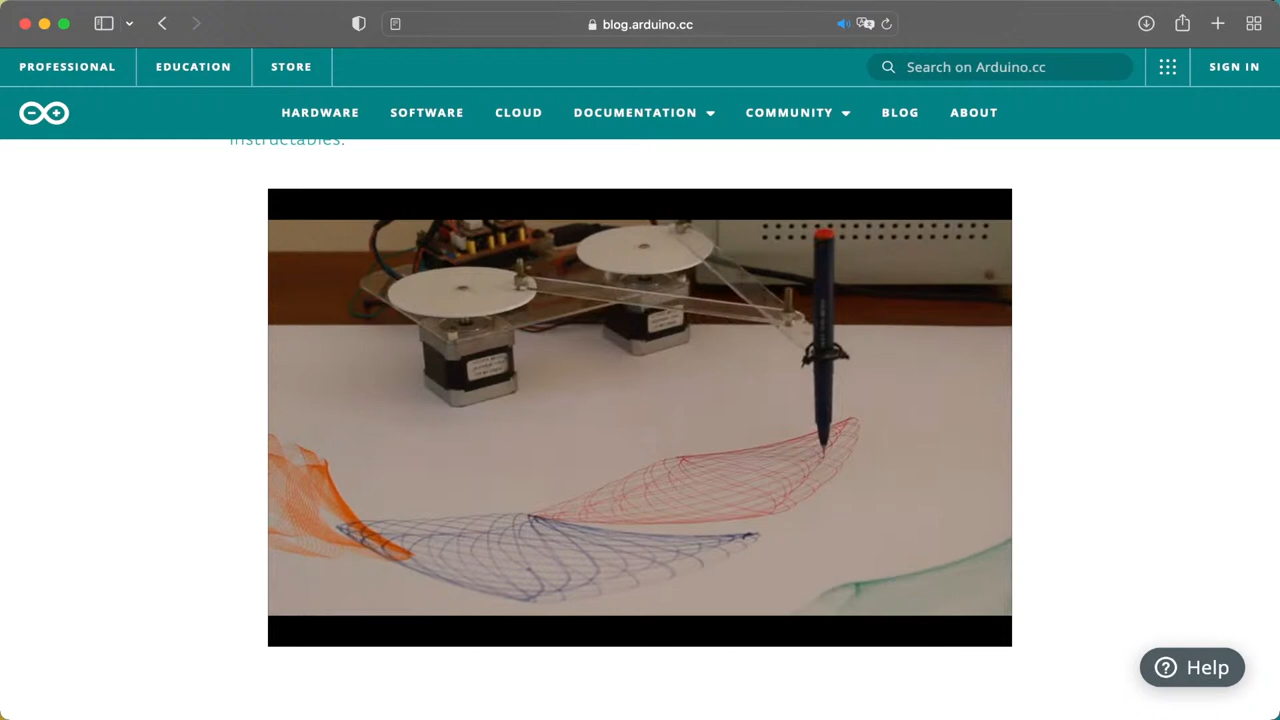 blog.arduino.cc
PROFESSIONAL EDUCATION STORE Search on Arduino.cc SIGN IN
HARDWARE SOFTWARE CLOUD DOCUMENTATION COMMUNITY BLOG ABOUT
Instructables.
Help